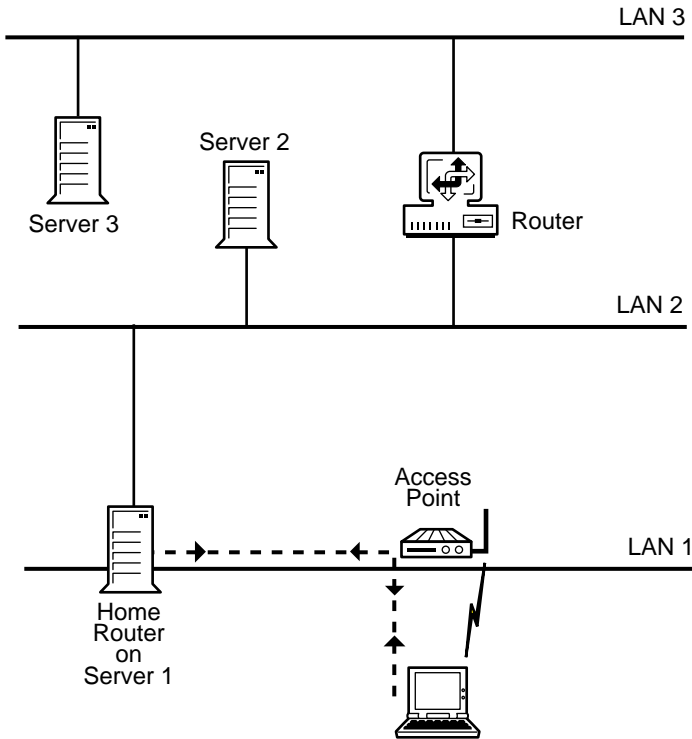 LAN 3
Server 2
Server 3
Router
LAN 2
Access
Point
LAN 1
Home
Router
on
Server 1